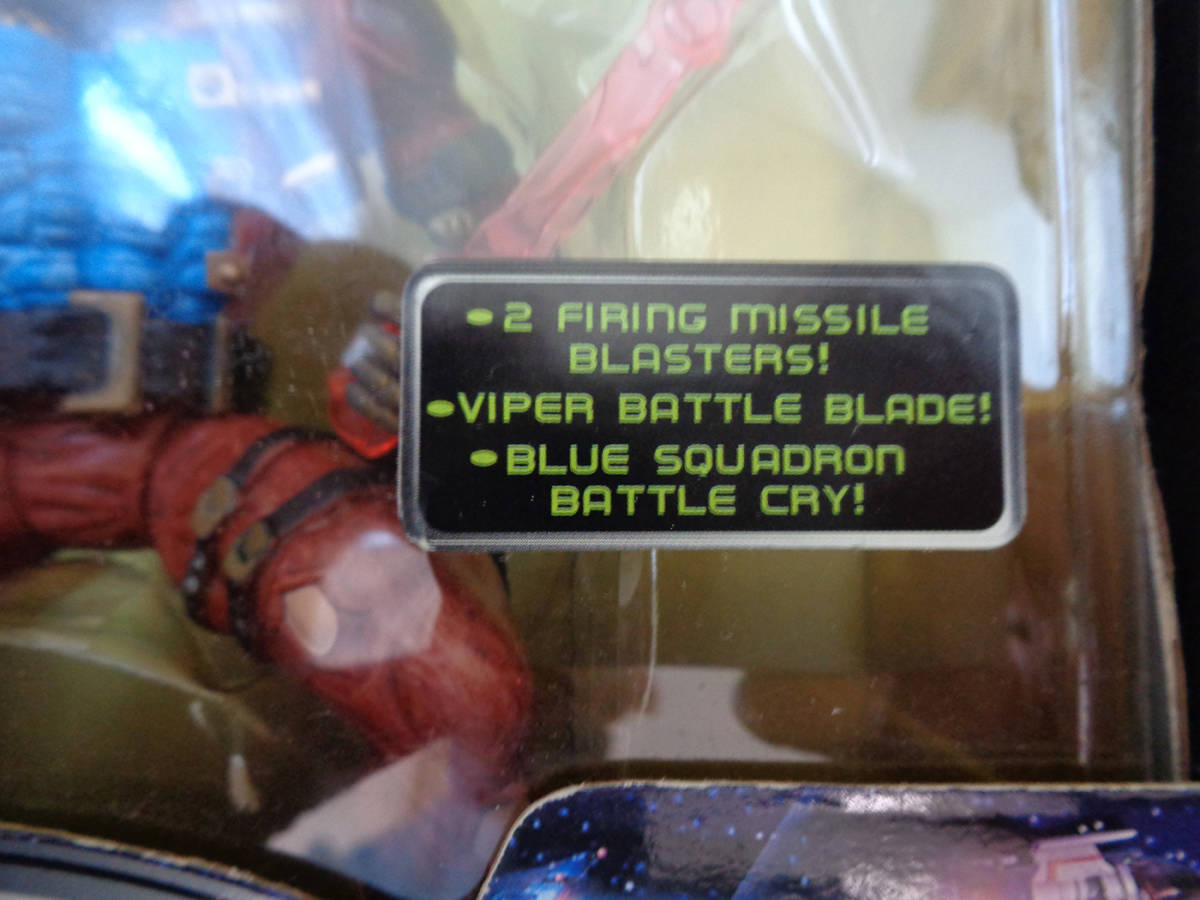 •2 FIRING MISSILE
BLASTERS!
•VIPER BATTLE BLADE!
•BLUE SQUADRON
BATTLE CRY!